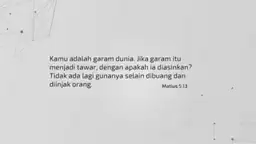 Kamu adalah garam dunia. Jika garam itu
menjadi tawar, dengan apakah ia diasinkan?
Tidak ada lagi gunanya selain dibuang dan
diinjak orang.
Matius 5:13